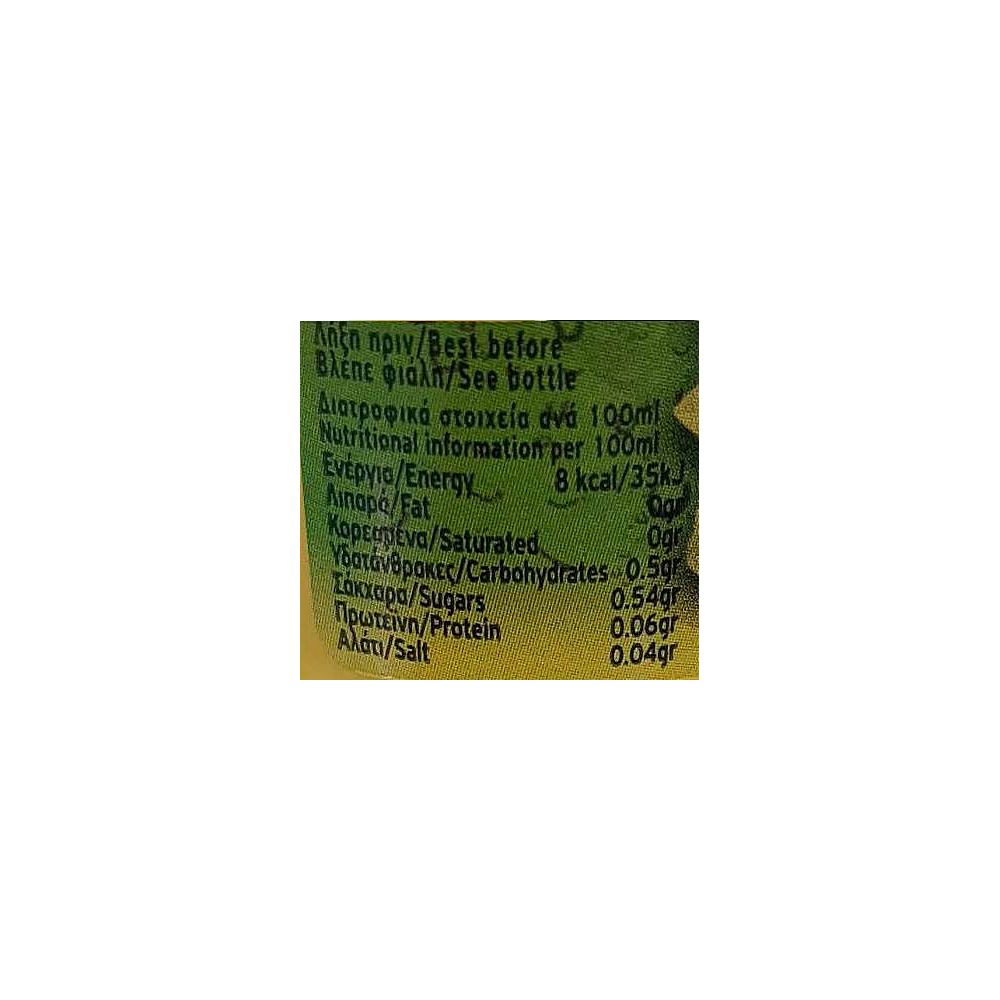 Λήξη πριν/Best before
Βλέπε φιάλη/See bottle
Διατροφικά στοιχεία ανά 100ml
Nutritional information per 100ml
Ενέργια/Energy 8 kcal/35kJ
Λιπαρά/Fat 0gr
Κορεσμένα/Saturated 0gr
Υδατάνθρακες/Carbohydrates 0.5gr
Σάκχαρα/Sugars 0.54gr
Πρωτεΐνη/Protein 0.06gr
Αλάτι/Salt 0.04gr